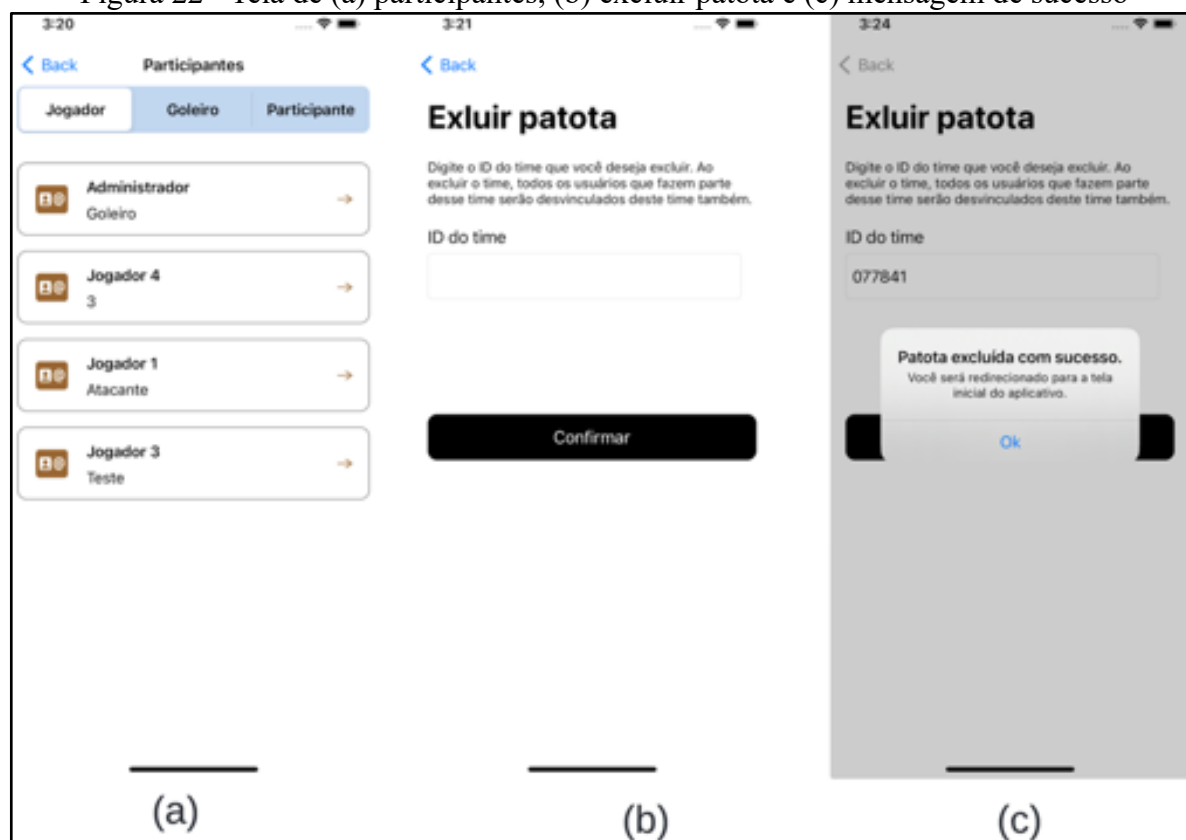 Figura 22 - Tela de (a) participantes, (b) excluir patota e (c) mensagem de sucesso
3:20
Back
Participantes
Jogador
Goleiro
Participante
Administrador
Goleiro
Jogador 4
3
Jogador 1
Atacante
Jogador 3
Teste
(a)
3:21
Back
Exluir patota
Digite o ID do time que você deseja excluir. Ao
excluir o time, todos os usuários que fazem parte
desse time serão desvinculados deste time também.
ID do time
Confirmar
(b)
3:24
Back
Exluir patota
Digite o ID do time que você deseja excluir. Ao
excluir o time, todos os usuários que fazem parte
desse time serão desvinculados deste time também.
ID do time
077841
Patota excluída com sucesso.
Você será redirecionado para a tela
inicial do aplicativo.
Ok
(c)